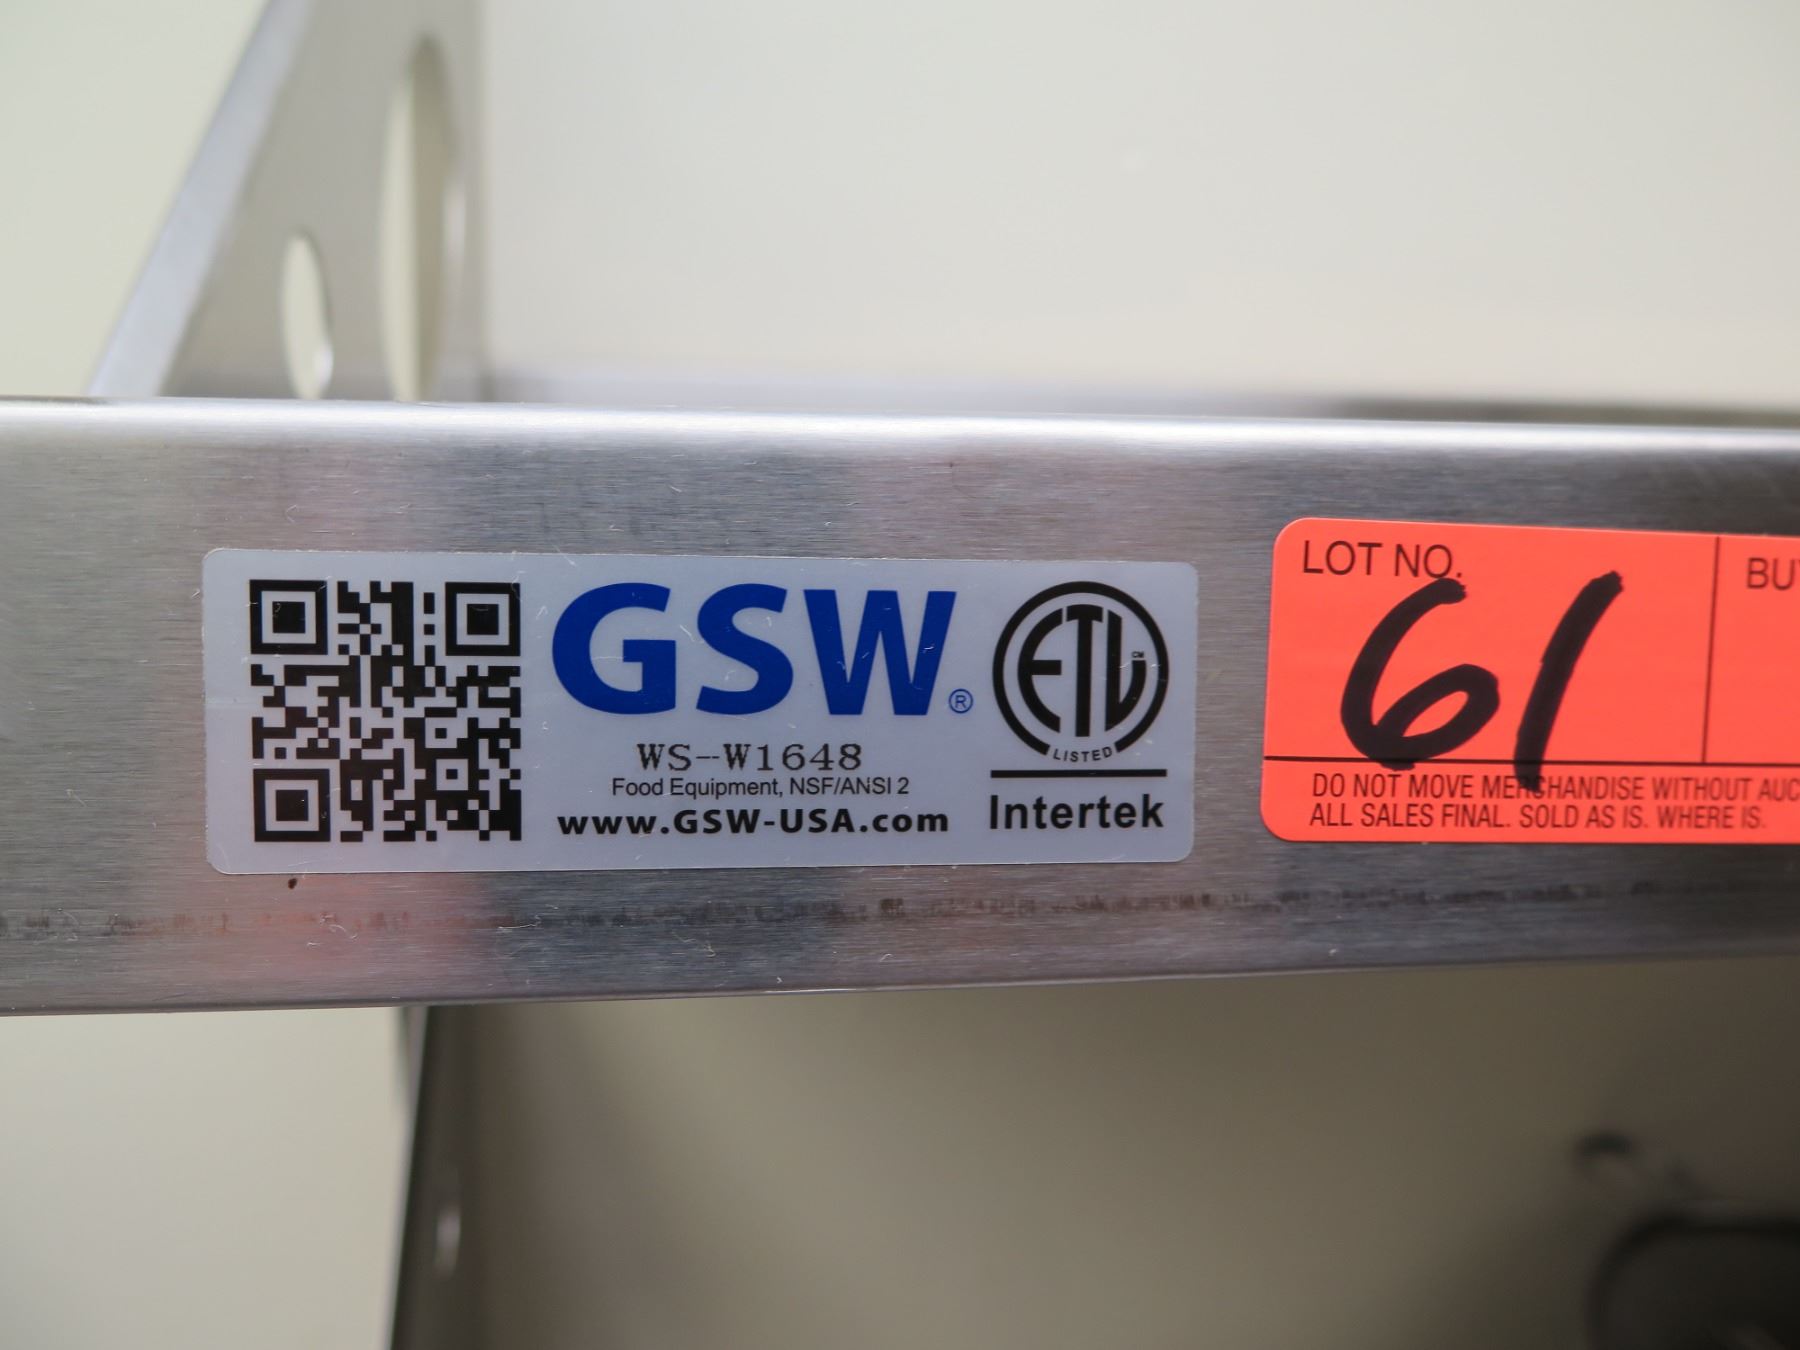 GSW®
WS-W1648
Food Equipment, NSF/ANSI 2
www.GSW-USA.com
ETL CM
LISTED
Intertek
LOT NO.
61
DO NOT MOVE MERCHANDISE WITHOUT
ALL SALES FINAL. SOLD AS IS. WHERE IS.